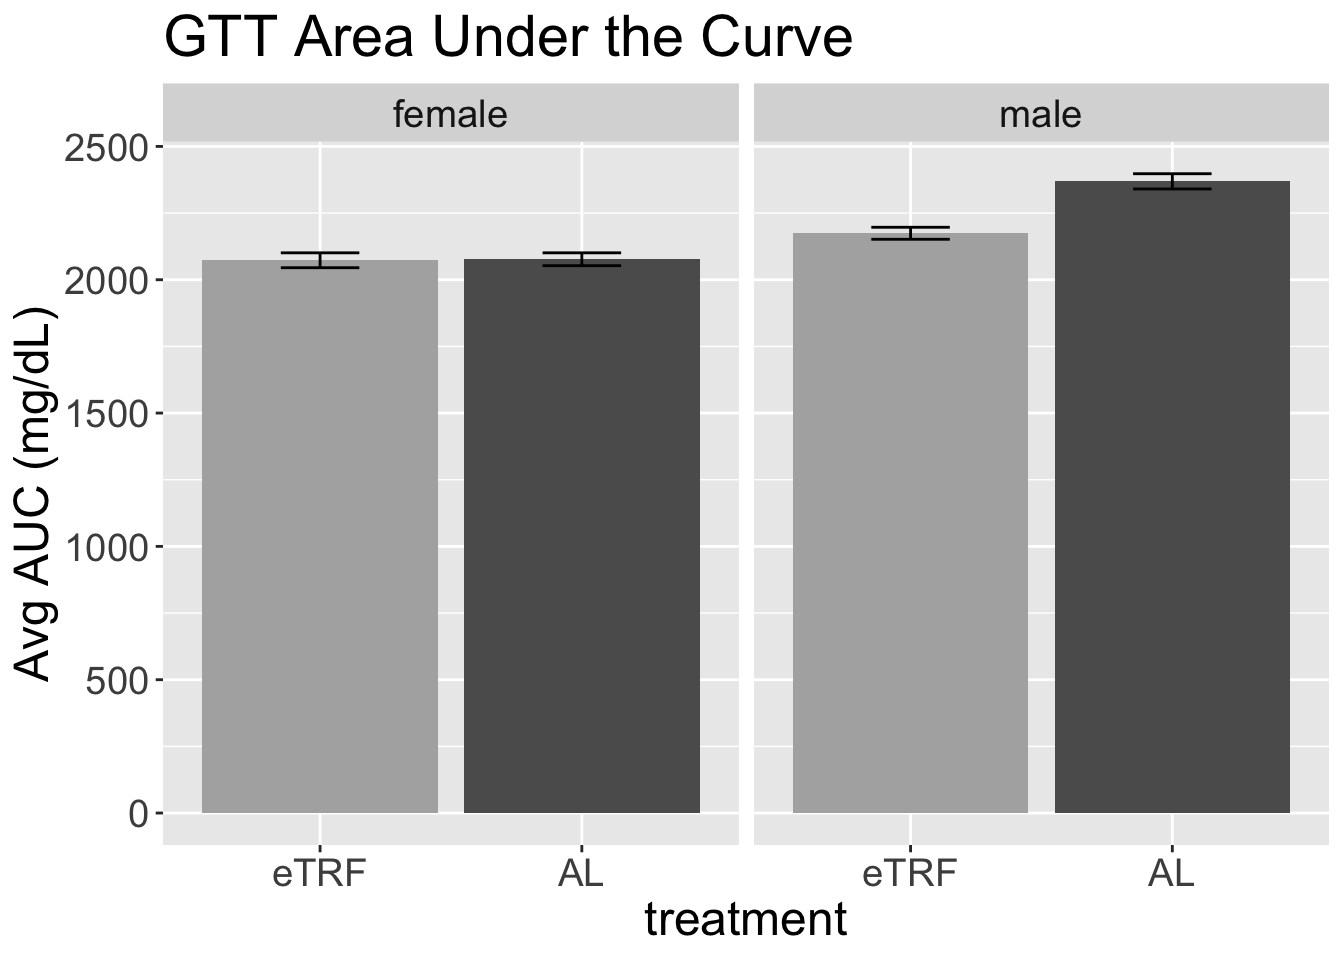 GTT Area Under the Curve
female
male
Avg AUC (mg/dL)
2500
2000
1500
1000
500
0
eTRF
AL
eTRF
AL
treatment